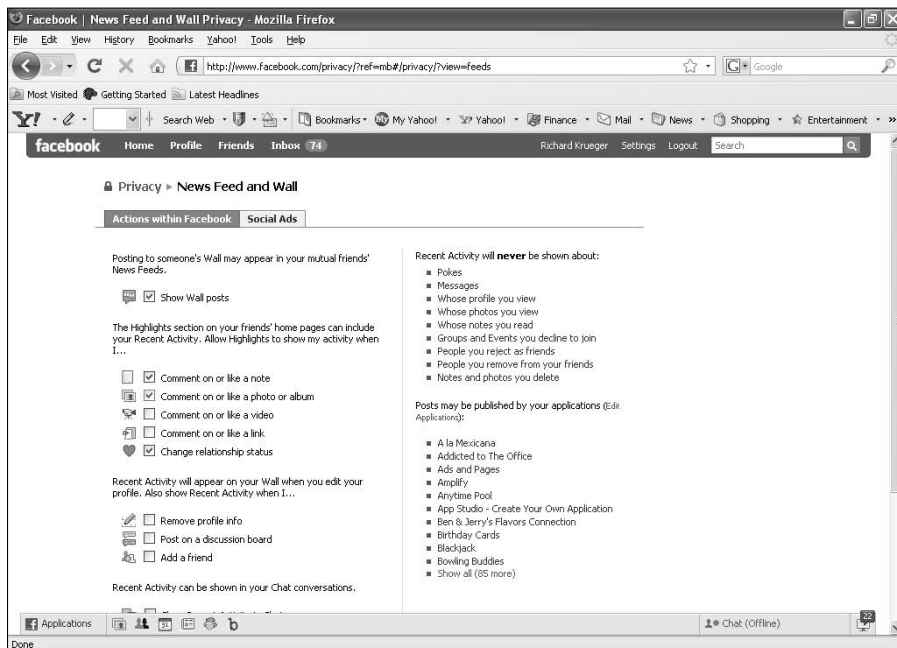 Facebook | News Feed and Wall Privacy - Mozilla Firefox
File Edit View History Bookmarks Yahoo! Tools Help
http://www.facebook.com/privacy/?ref=mb#/privacy/?view=feeds
G Google
Most Visited Getting Started Latest Headlines
Y! Search Web Bookmarks My Yahoo! Yahoo! Finance Mail News Shopping Entertainment »
facebook Home Profile Friends Inbox 74 Richard Krueger Settings Logout Search
Privacy ▸ News Feed and Wall
Actions within Facebook Social Ads
Posting to someone's Wall may appear in your mutual friends'
News Feeds.
Show Wall posts
The Highlights section on your friends' home pages can include
your Recent Activity. Allow Highlights to show my activity when
I...
Comment on or like a note
Comment on or like a photo or album
Comment on or like a video
Comment on or like a link
Change relationship status
Recent Activity will appear on your Wall when you edit your
profile. Also show Recent Activity when I...
Remove profile info
Post on a discussion board
Add a friend
Recent Activity can be shown in your Chat conversations.
Recent Activity will never be shown about:
Pokes
Messages
Whose profile you view
Whose photos you view
Whose notes you read
Groups and Events you decline to join
People you reject as friends
People you remove from your friends
Notes and photos you delete
Posts may be published by your applications (Edit
Applications):
A la Mexicana
Addicted to The Office
Ads and Pages
Amplify
Anytime Pool
App Studio - Create Your Own Application
Ben & Jerry's Flavors Connection
Birthday Cards
Blackjack
Bowling Buddies
Show all (85 more)
Applications 31 b Chat (Offline) 22
Done